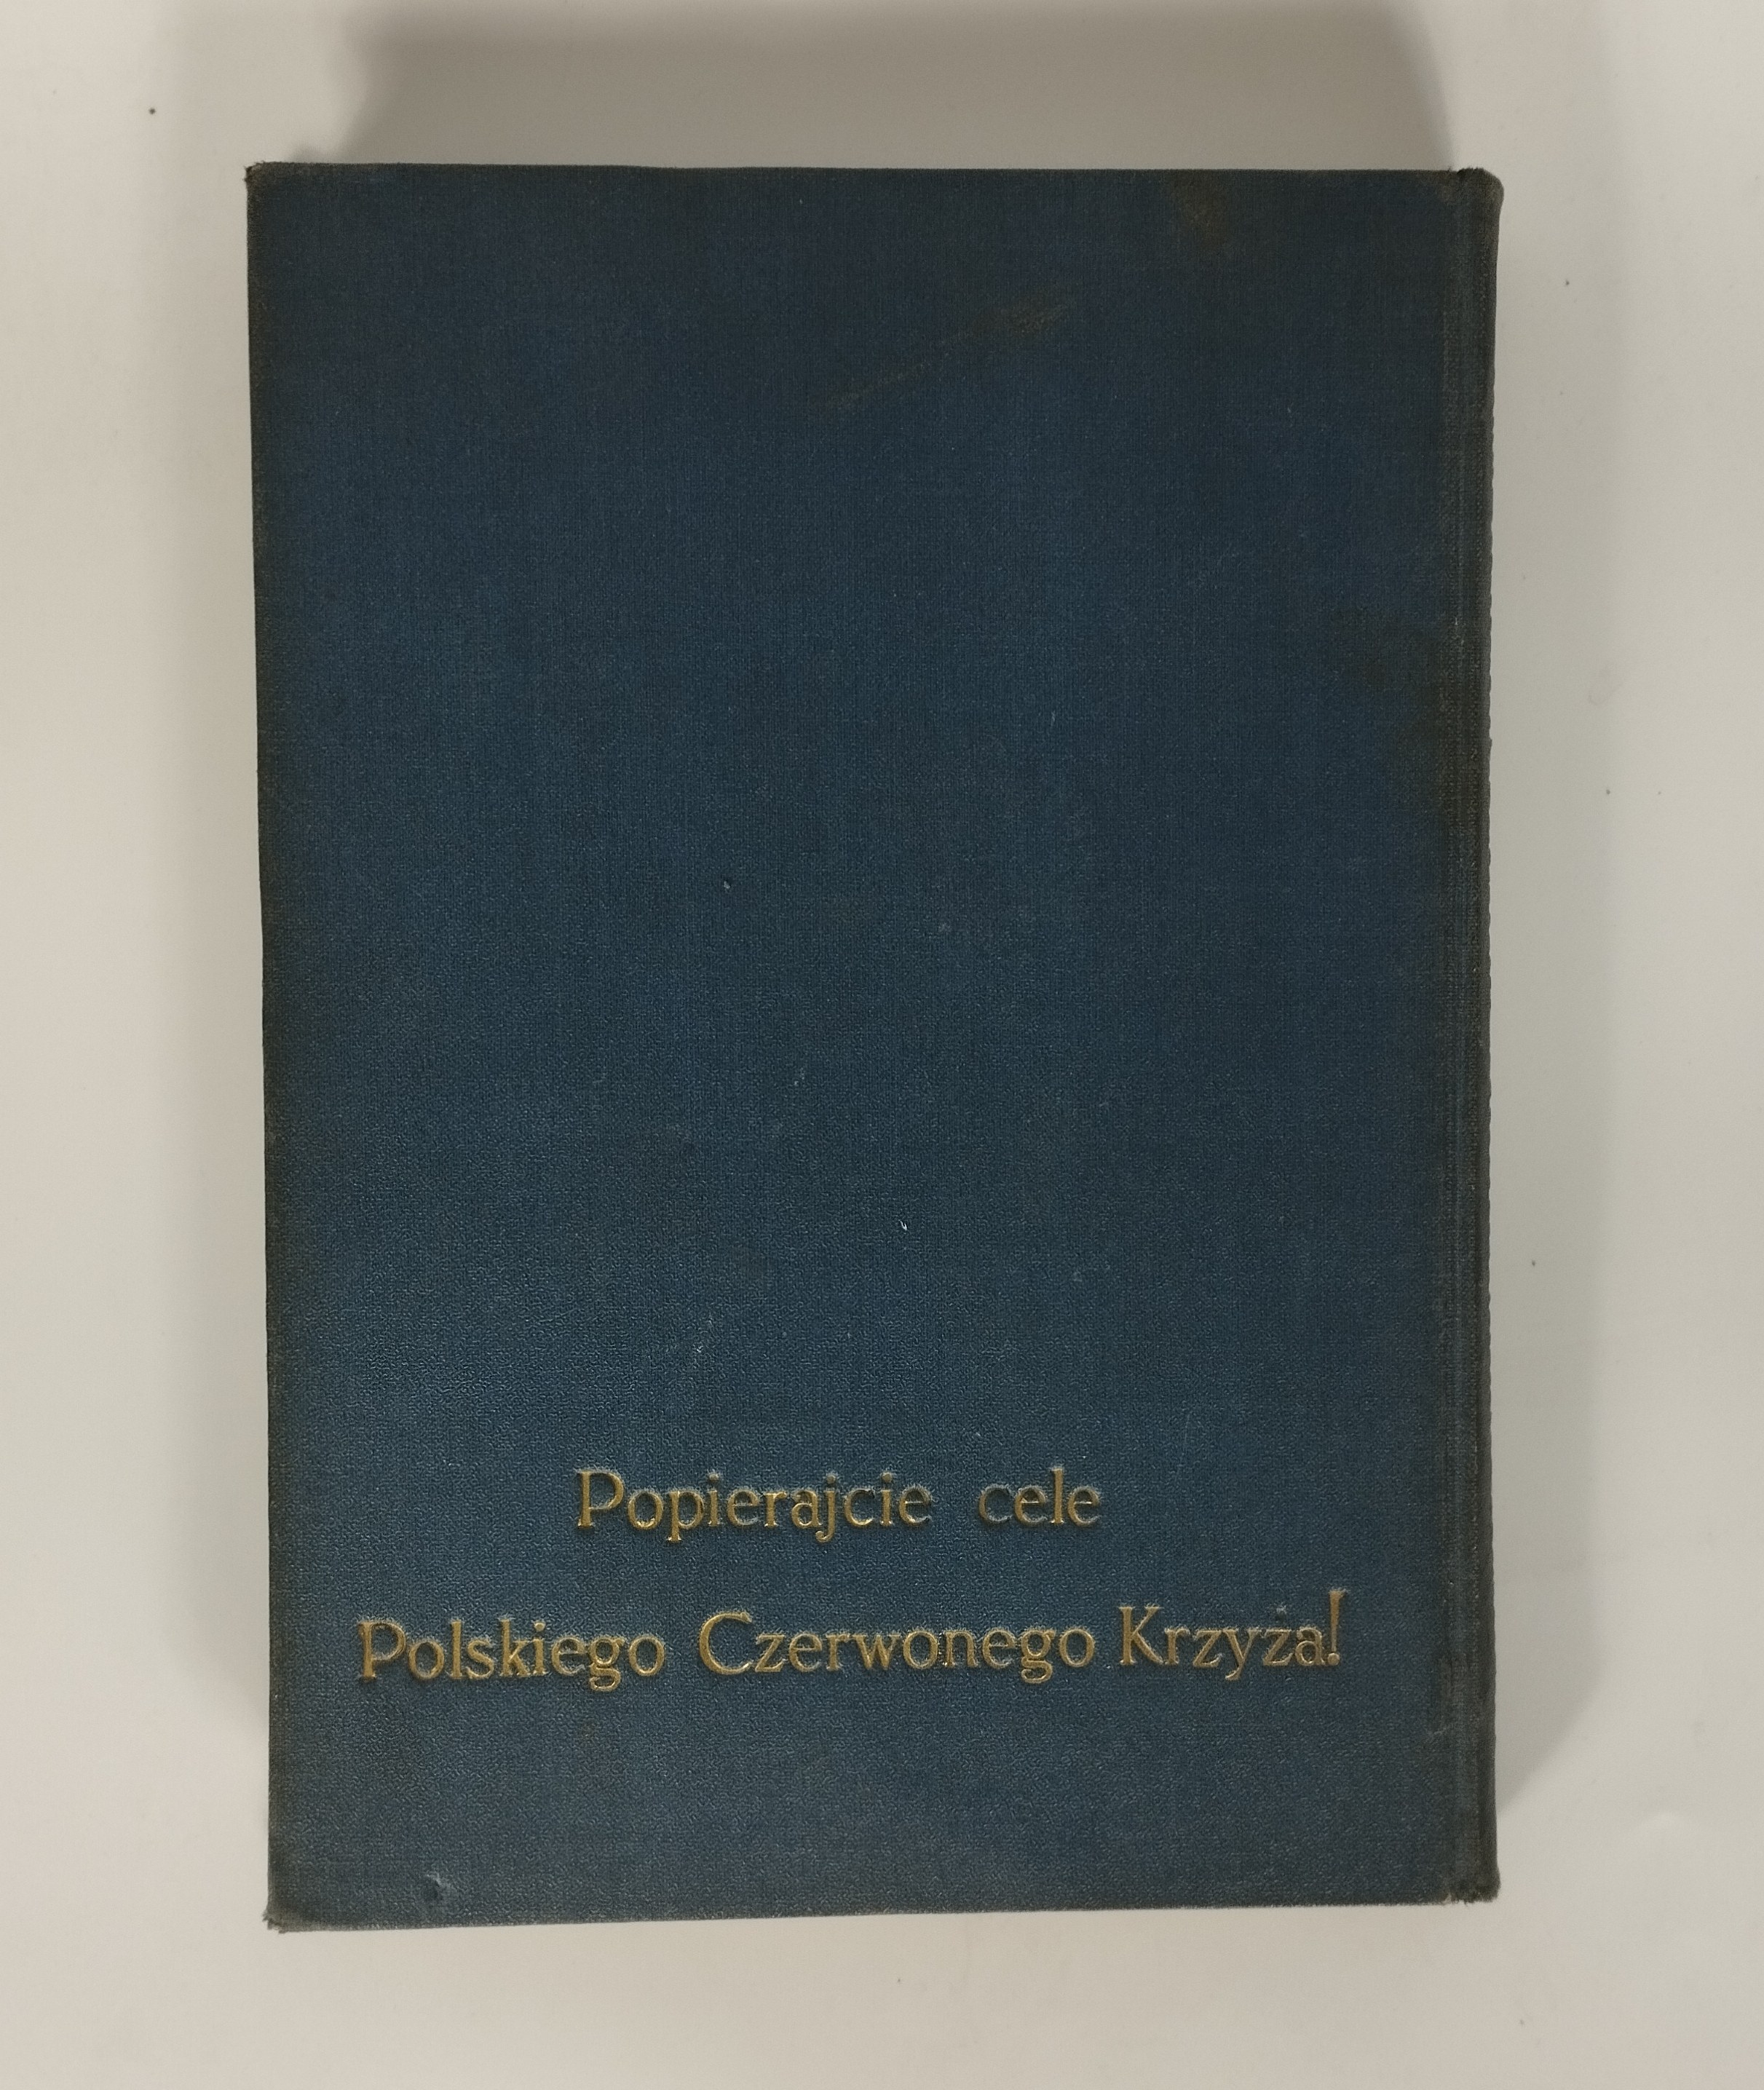 Popierajcie cele
Polskiego Czerwonego Krzyża!